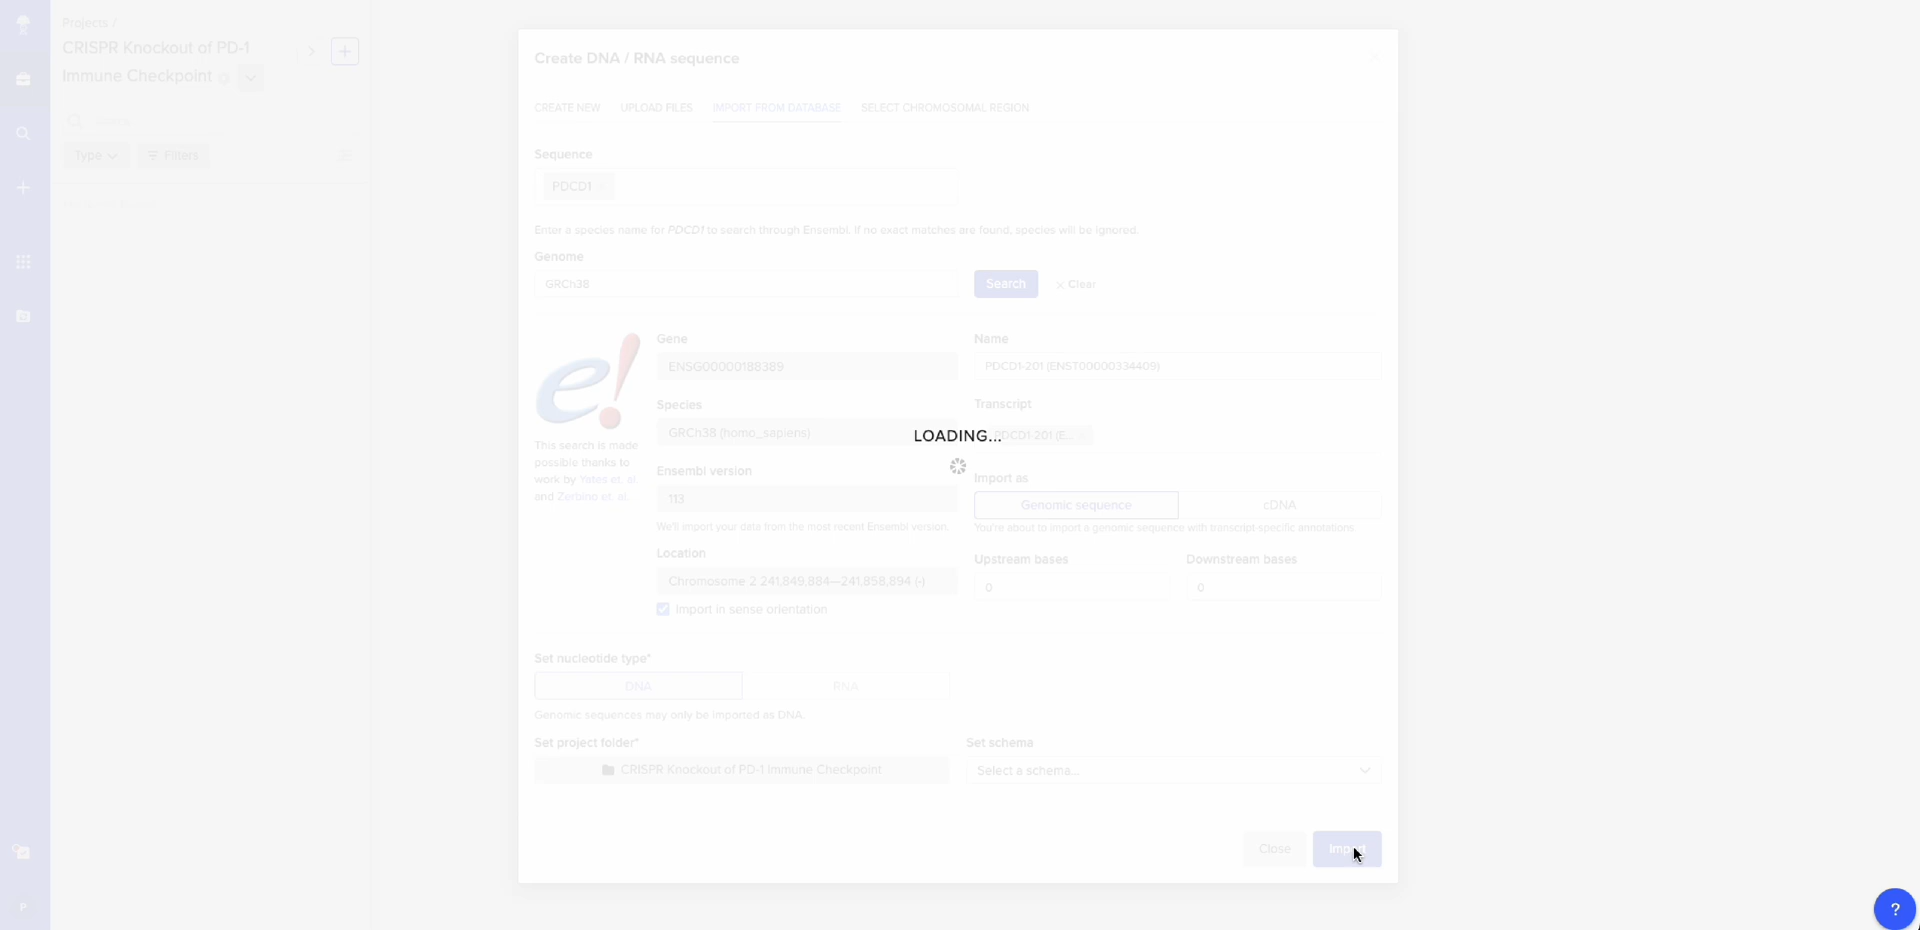 Projects /
CRISPR Knockout of PD-1
Immune Checkpoint
Type
Filters
Create DNA / RNA sequence
CREATE NEW UPLOAD FILES IMPORT FROM DATABASE SELECT CHROMOSOMAL REGION
Sequence
PDCD1
Enter a species name for PDCD1 to search through Ensembl. If no exact matches are found, species will be ignored.
Genome
GRCh38
Search
Clear
e!
This search is made
possible thanks to
work by Yates et. al.
and Zerbino et. al.
Gene
ENSG00000188389
Species
GRCh38 (homo_sapiens)
Ensembl version
113
We'll import your data from the most recent Ensembl version.
Location
Chromosome 2 241,849,884—241,858,894 (-)
Import in sense orientation
Name
PDCD1-201 (ENST00000334409)
Transcript
PDCD1-201 (E...
LOADING...
Import as
Genomic sequence cDNA
You're about to import a genomic sequence with transcript-specific annotations.
Upstream bases Downstream bases
0 0
Set nucleotide type*
DNA RNA
Genomic sequences may only be imported as DNA.
Set project folder* Set schema
CRISPR Knockout of PD-1 Immune Checkpoint
Select a schema...
Close Import
P
?